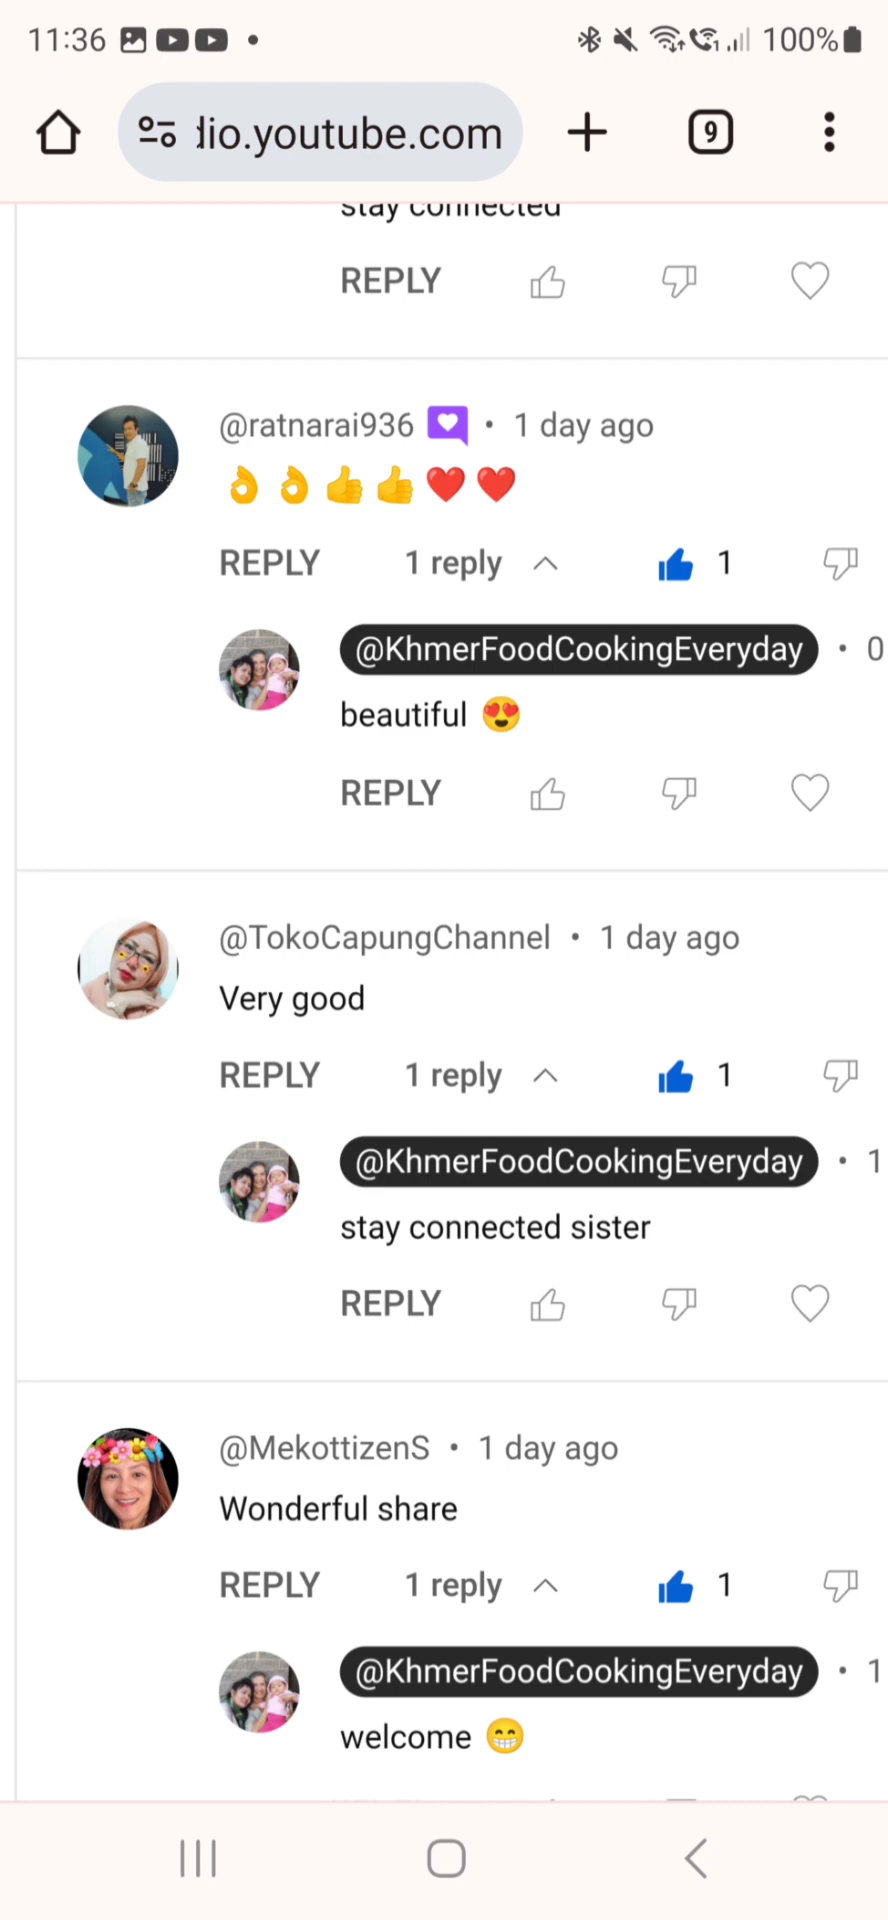 11:36
100%
dio.youtube.com
9
stay connected
REPLY
@ratnarai936 • 1 day ago
👌👌👍👍❤️❤️
REPLY 1 reply 1
@KhmerFoodCookingEveryday • 0
beautiful 😍
REPLY
@TokoCapungChannel • 1 day ago
Very good
REPLY 1 reply 1
@KhmerFoodCookingEveryday • 1
stay connected sister
REPLY
@MekottizenS • 1 day ago
Wonderful share
REPLY 1 reply 1
@KhmerFoodCookingEveryday • 1
welcome 😁